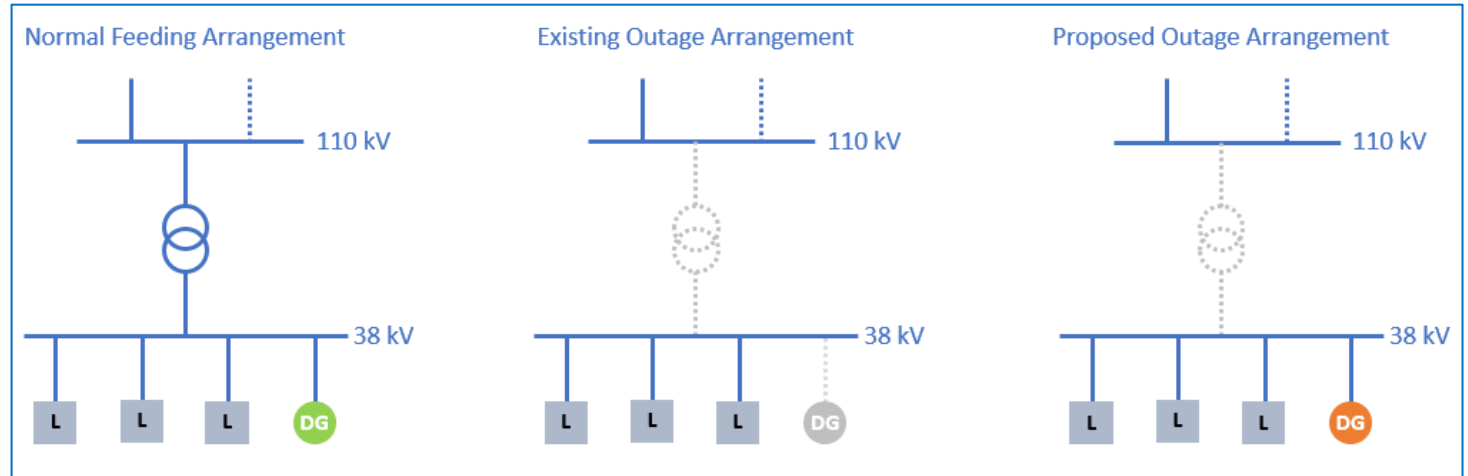 Normal Feeding Arrangement
Existing Outage Arrangement
Proposed Outage Arrangement
110 kV
110 kV
110 kV
38 kV
38 kV
38 kV
L
L
L
DG
L
L
L
DG
L
L
L
DG